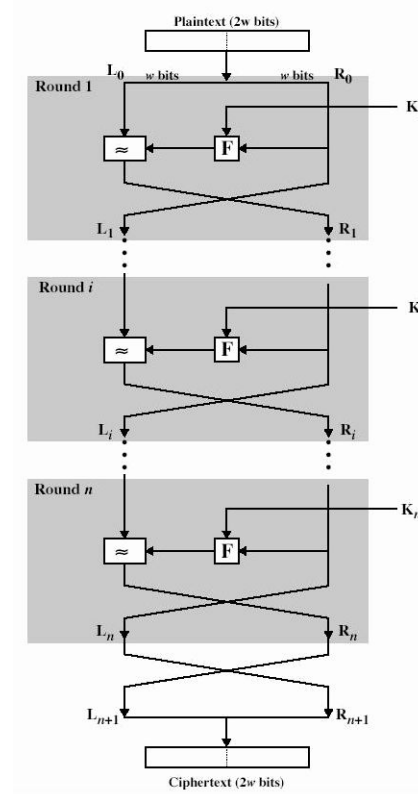 Plaintext (2w bits)
L0 w bits w bits R0
Round 1
K
≈ F
L1 R1
Round i
K
≈ F
Li Ri
Round n
Kn
≈ F
Ln Rn
Ln+1 Rn+1
Ciphertext (2w bits)